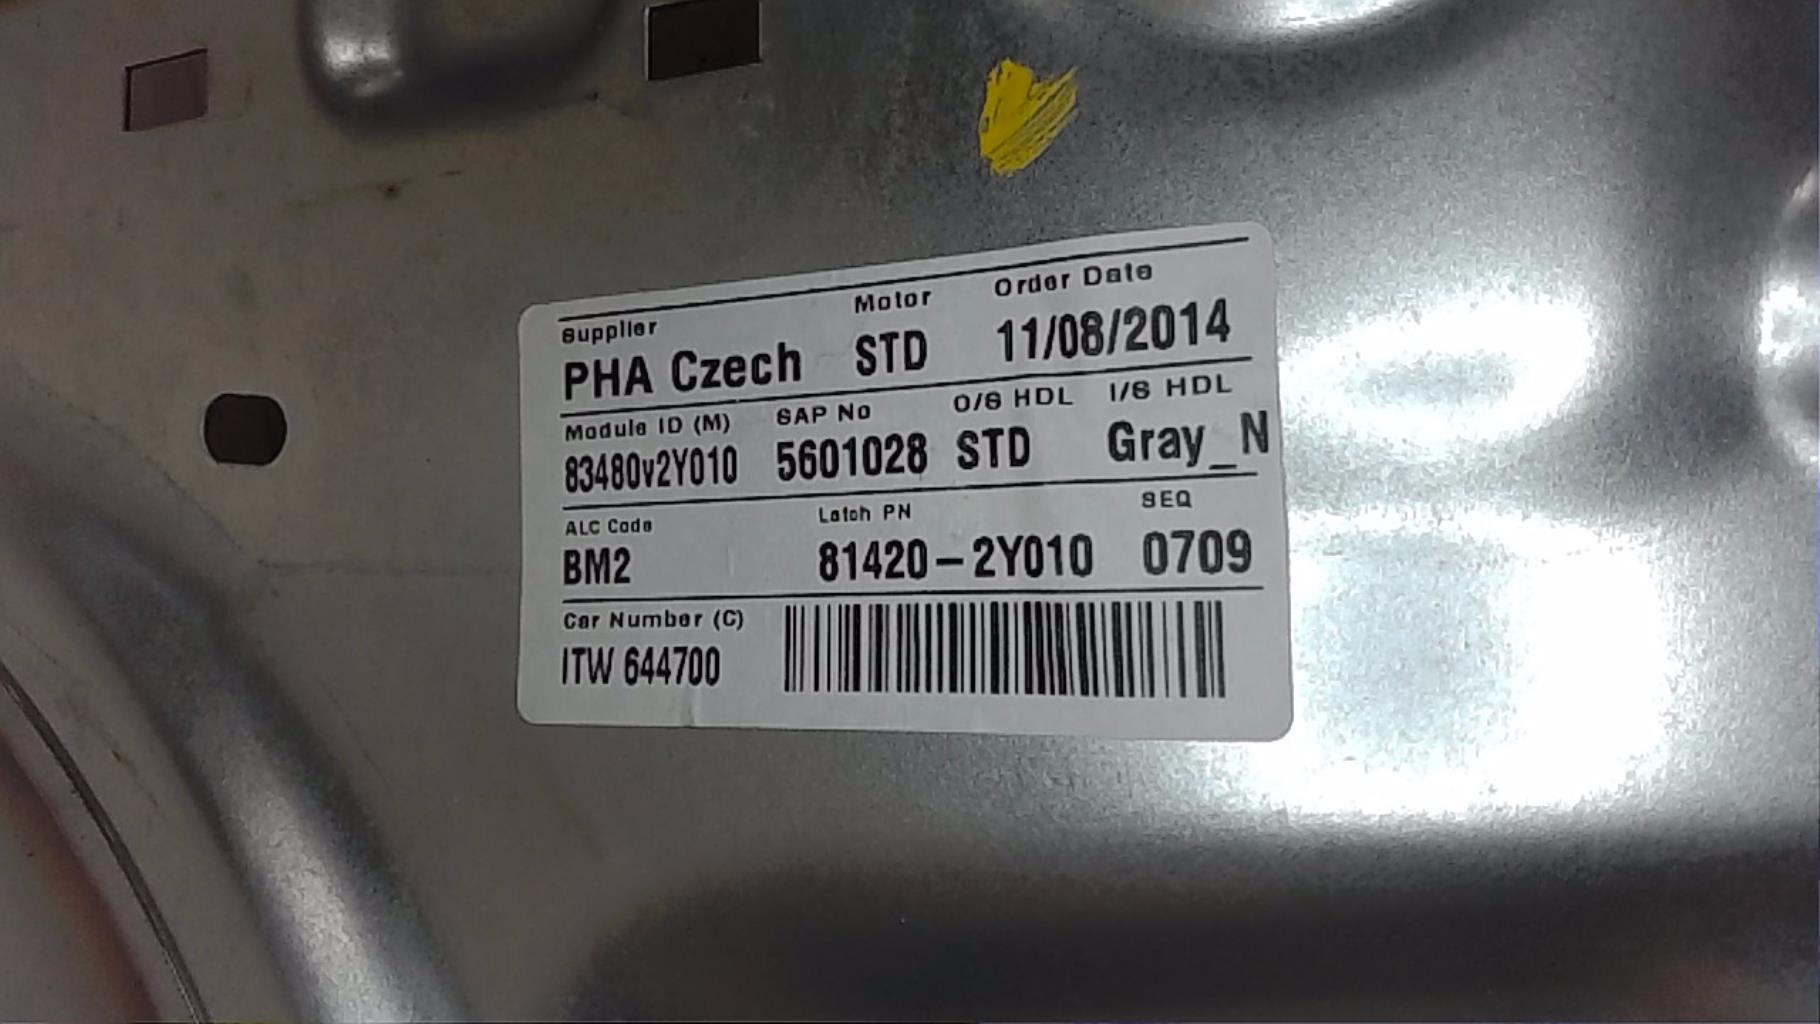 Supplier Motor Order Date
PHA Czech STD 11/08/2014
Module ID (M) SAP No O/S HDL I/S HDL
83480v2Y010 5601028 STD Gray_N
ALC Code Latch PN SEQ
BM2 81420-2Y010 0709
Car Number (C)
ITW 644700